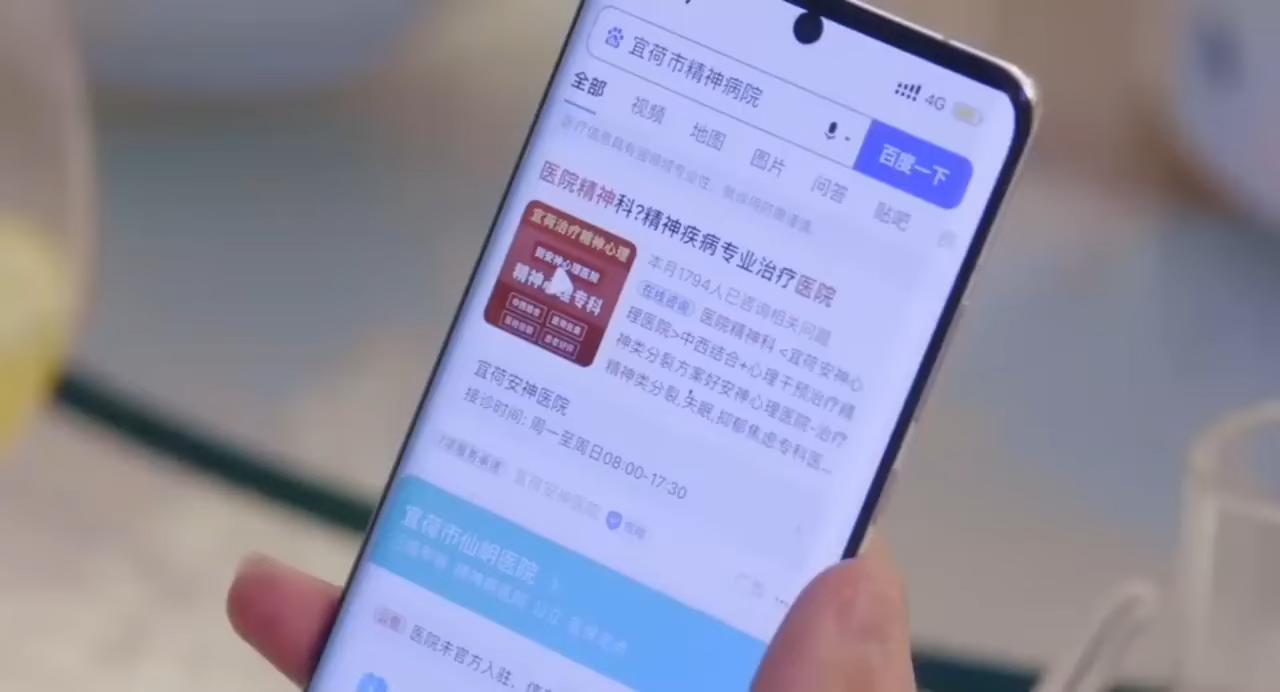 4G
宜荷市精神病院
百度一下
全部 视频 地图 图片 问答 贴吧
医院精神科?精神疾病专业治疗医院
宜荷治疗精神心理
精神心理专科
本月1794人已咨询相关问题
在线咨询 医院精神科 <宜荷安神心
理医院>中西结合+心理干预治疗精
神类分裂方案好安神心理医院-治疗
精神类分裂,失眠,抑郁焦虑专科医...
宜荷安神医院
接诊时间: 周一至周日08:00-17:30
宜荷安神医院
宜荷市仙明医院
医院未官方入驻,